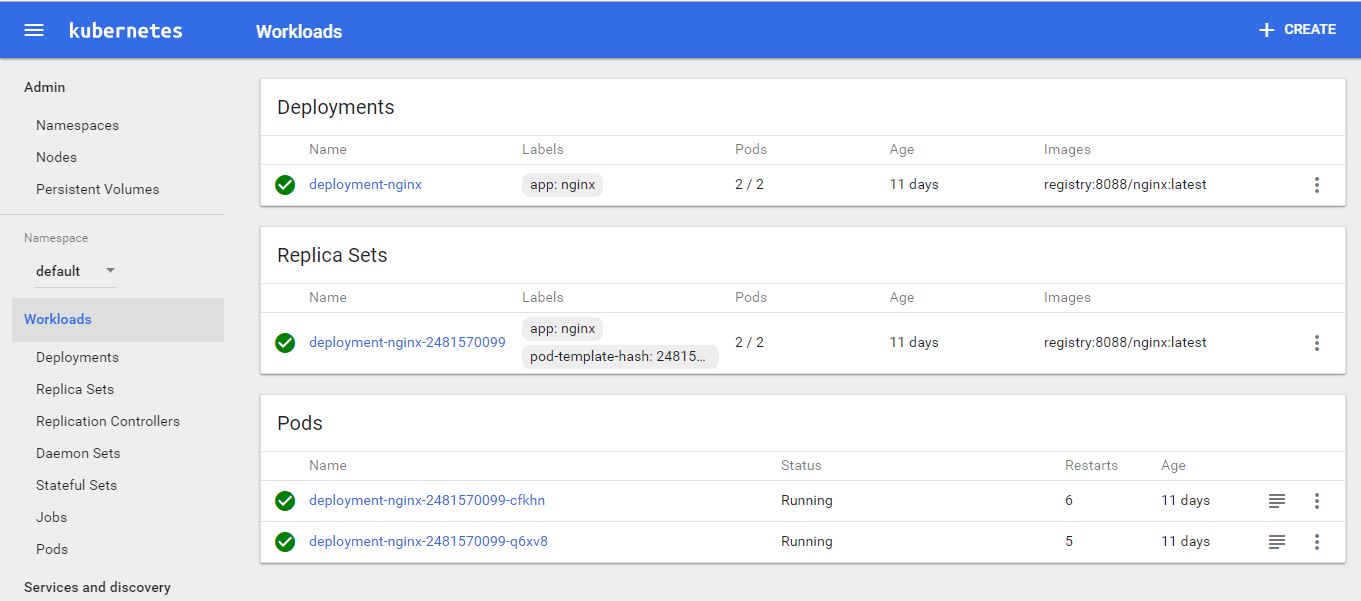 kubernetes Workloads + CREATE
Admin
Namespaces
Nodes
Persistent Volumes
Namespace
default
Workloads
Deployments
Replica Sets
Replication Controllers
Daemon Sets
Stateful Sets
Jobs
Pods
Services and discovery
Deployments
Name Labels Pods Age Images
deployment-nginx app: nginx 2 / 2 11 days registry:8088/nginx:latest
Replica Sets
Name Labels Pods Age Images
deployment-nginx-2481570099 app: nginx 2 / 2 11 days registry:8088/nginx:latest
pod-template-hash: 24815...
Pods
Name Status Restarts Age
deployment-nginx-2481570099-cfkhn Running 6 11 days
deployment-nginx-2481570099-q6xv8 Running 5 11 days